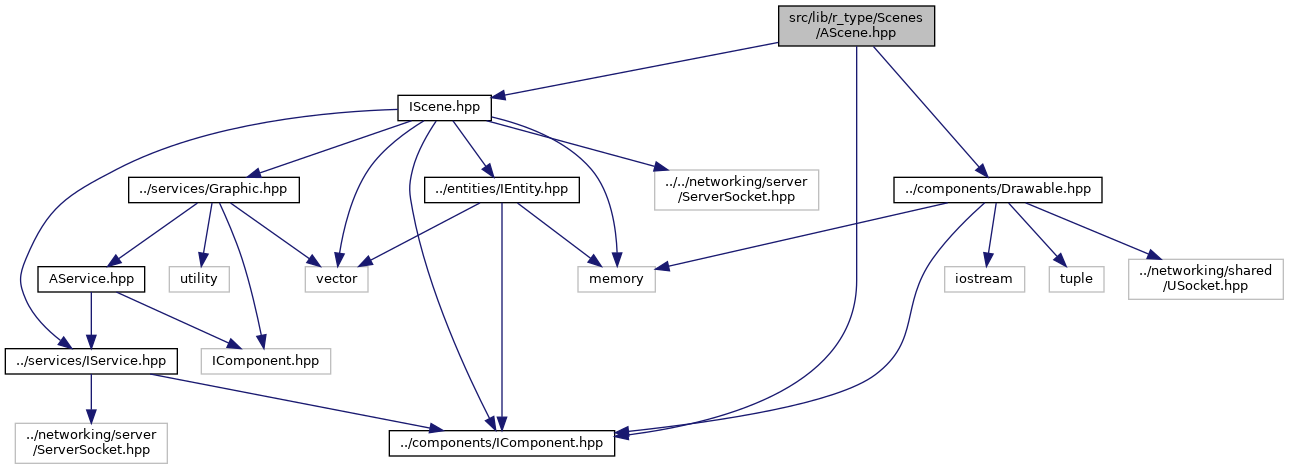 src/lib/r_type/Scenes
/AScene.hpp
IScene.hpp
../services/Graphic.hpp
../entities/IEntity.hpp
../../networking/server
/ServerSocket.hpp
../components/Drawable.hpp
AService.hpp
utility
vector
memory
iostream
tuple
../networking/shared
/USocket.hpp
../services/IService.hpp
IComponent.hpp
../networking/server
/ServerSocket.hpp
../components/IComponent.hpp